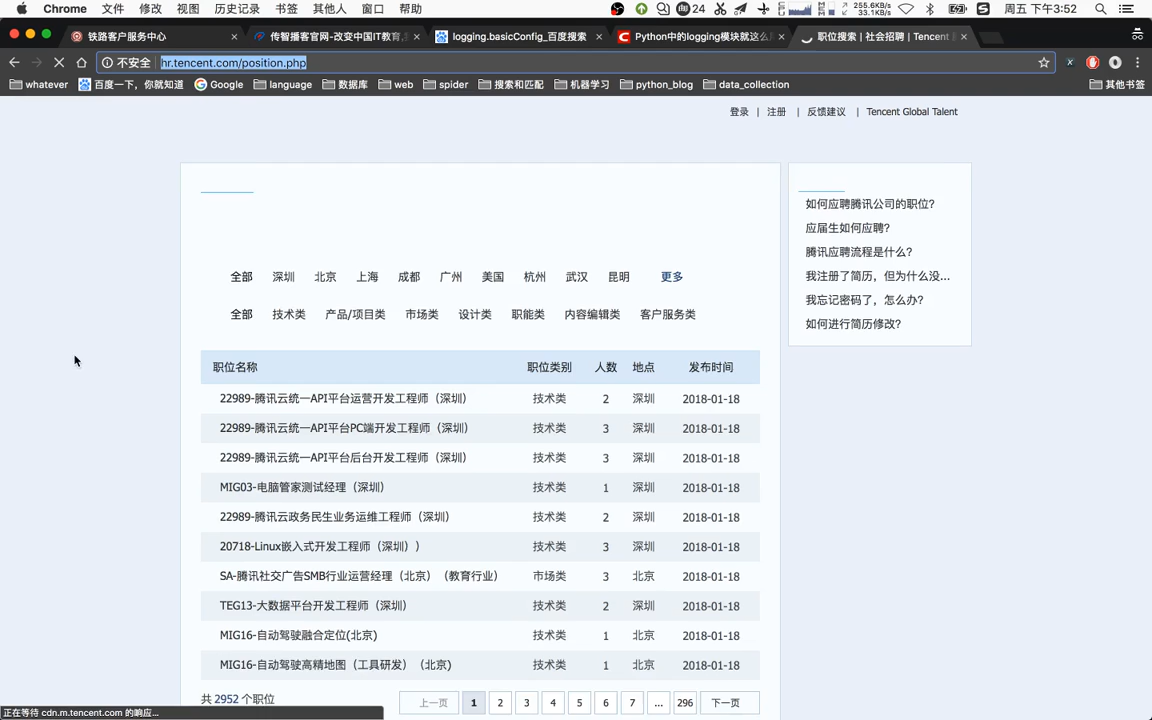 Chrome 文件 修改 视图 历史记录 书签 其他人 窗口 帮助 24 255.6KB/s 33.1KB/s 周五下午3:52
铁路客户服务中心 传智播客官网-改变中国IT教育, logging.basicConfig_百度搜索 Python中的logging模块就这么 职位搜索 | 社会招聘 | Tencent
不安全 hr.tencent.com/position.php
whatever 百度一下，你就知道 Google language 数据库 web spider 搜索和匹配 机器学习 python_blog data_collection 其他书签
登录 | 注册 | 反馈建议 | Tencent Global Talent
全部 深圳 北京 上海 成都 广州 美国 杭州 武汉 昆明 更多
全部 技术类 产品/项目类 市场类 设计类 职能类 内容编辑类 客户服务类
职位名称 职位类别 人数 地点 发布时间
22989-腾讯云统一API平台运营开发工程师（深圳) 技术类 2 深圳 2018-01-18
22989-腾讯云统一API平台PC端开发工程师（深圳) 技术类 3 深圳 2018-01-18
22989-腾讯云统一API平台后台开发工程师（深圳) 技术类 3 深圳 2018-01-18
MIG03-电脑管家测试经理（深圳） 技术类 1 深圳 2018-01-18
22989-腾讯云政务民生业务运维工程师（深圳) 技术类 2 深圳 2018-01-18
20718-Linux嵌入式开发工程师（深圳）） 技术类 3 深圳 2018-01-18
SA-腾讯社交广告SMB行业运营经理（北京）（教育行业） 市场类 3 北京 2018-01-18
TEG13-大数据平台开发工程师（深圳) 技术类 2 深圳 2018-01-18
MIG16-自动驾驶融合定位(北京) 技术类 1 北京 2018-01-18
MIG16-自动驾驶高精地图（工具研发）（北京) 技术类 1 北京 2018-01-18
共 2952 个职位 上一页 1 2 3 4 5 6 7 ... 296 下一页
如何应聘腾讯公司的职位?
应届生如何应聘?
腾讯应聘流程是什么?
我注册了简历，但为什么没...
我忘记密码了，怎么办?
如何进行简历修改?
正在等待 cdn.m.tencent.com 的响应...